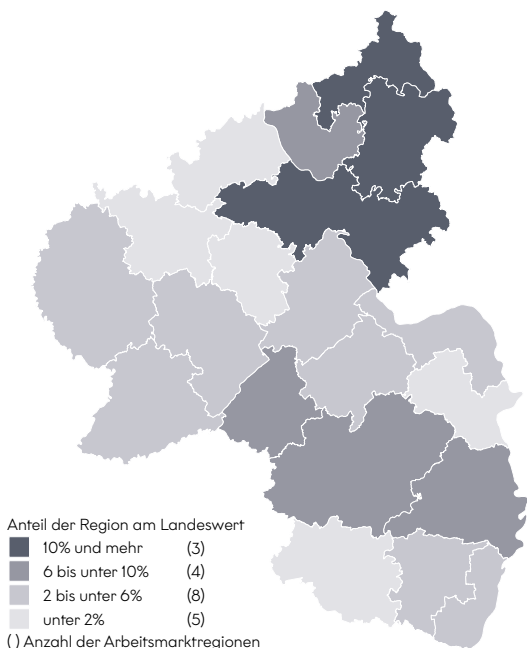 Anteil der Region am Landeswert
10% und mehr (3)
6 bis unter 10% (4)
2 bis unter 6% (8)
unter 2% (5)
( ) Anzahl der Arbeitsmarktregionen